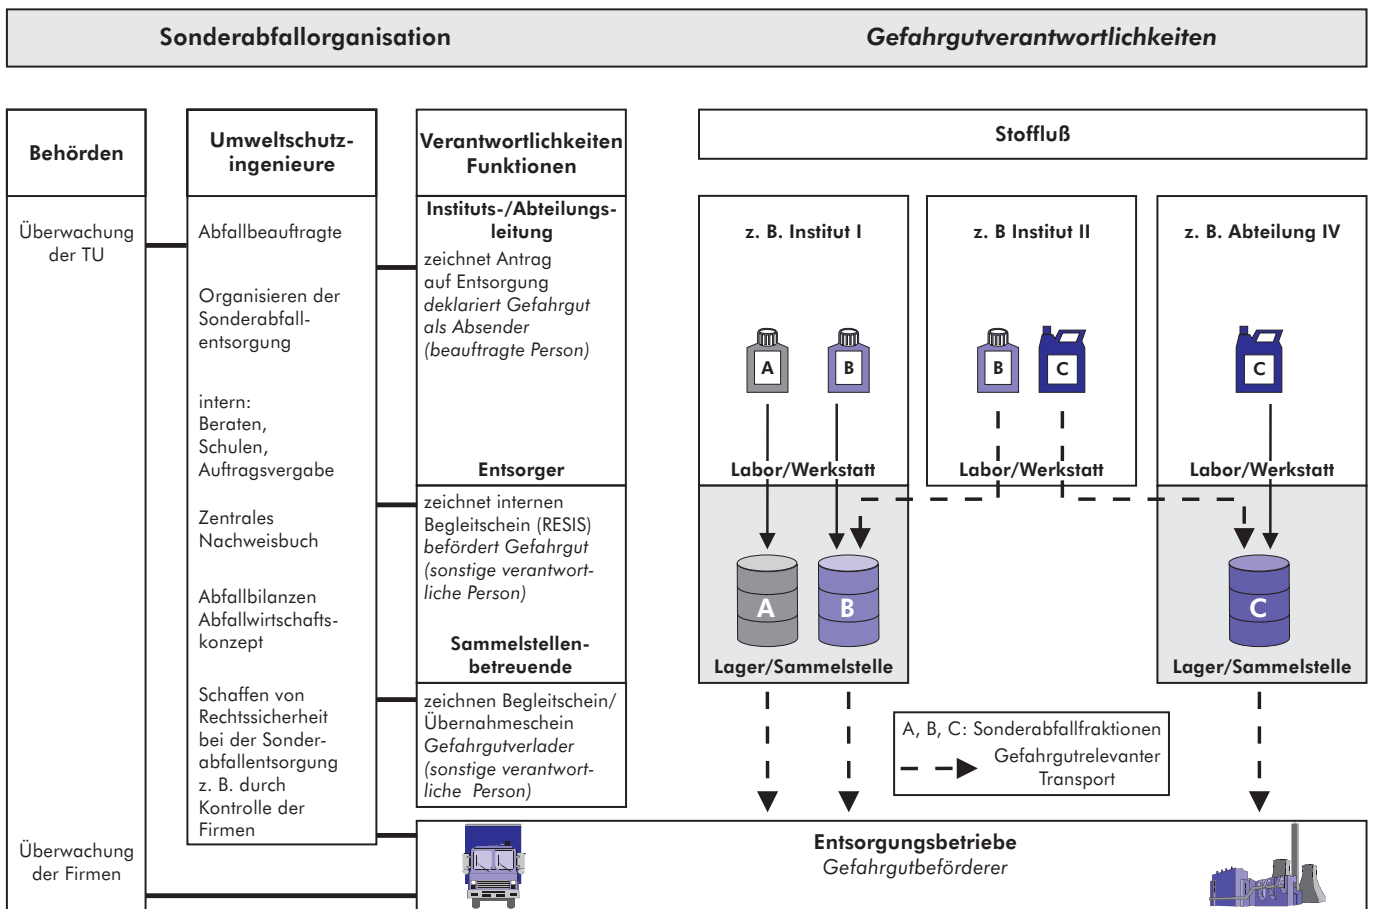 Sonderabfallorganisation
Gefahrgutverantwortlichkeiten
Behörden
Überwachung
der TU
Überwachung
der Firmen
Umweltschutz-
ingenieure
Abfallbeauftragte
Organisieren der
Sonderabfall-
entsorgung
intern:
Beraten,
Schulen,
Auftragsvergabe
Zentrales
Nachweisbuch
Abfallbilanzen
Abfallwirtschafts-
konzept
Schaffen von
Rechtssicherheit
bei der Sonder-
abfallentsorgung
z. B. durch
Kontrolle der
Firmen
Verantwortlichkeiten
Funktionen
Instituts-/Abteilungs-
leitung
zeichnet Antrag
auf Entsorgung
deklariert Gefahrgut
als Absender
(beauftragte Person)
Entsorger
zeichnet internen
Begleitschein (RESIS)
befördert Gefahrgut
(sonstige verantwort-
liche Person)
Sammelstellen-
betreuende
zeichnen Begleitschein/
Übernahmeschein
Gefahrgutverlader
(sonstige verantwort-
liche Person)
Stofffluß
z. B. Institut I
A
B
Labor/Werkstatt
A
B
Lager/Sammelstelle
z. B Institut II
B
C
Labor/Werkstatt
z. B. Abteilung IV
C
Labor/Werkstatt
C
Lager/Sammelstelle
A, B, C: Sonderabfallfraktionen
Gefahrgutrelevanter
Transport
Entsorgungsbetriebe
Gefahrgutbeförderer